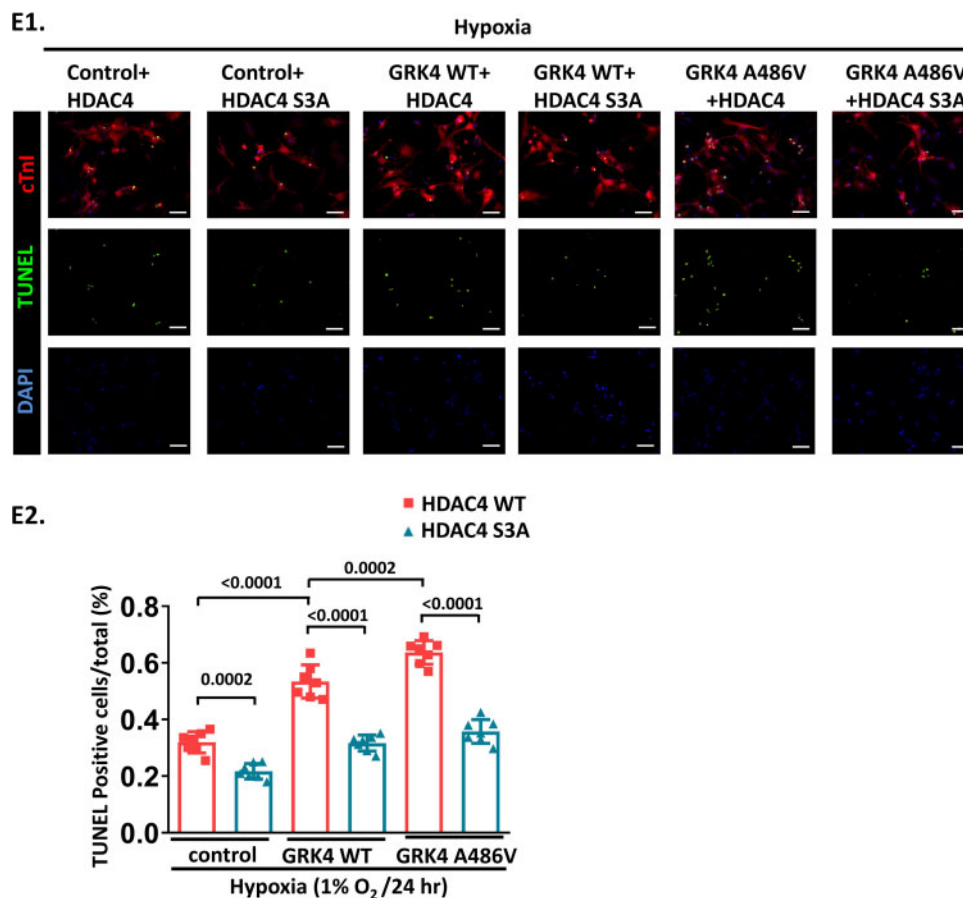 E1.
Hypoxia
Control+ HDAC4
Control+ HDAC4 S3A
GRK4 WT+ HDAC4
GRK4 WT+ HDAC4 S3A
GRK4 A486V +HDAC4
GRK4 A486V +HDAC4 S3A
cTnI
TUNEL
DAPI
E2.
HDAC4 WT
HDAC4 S3A
TUNEL Positive cells/total (%)
0.8
0.6
0.4
0.2
0.0
<0.0001
0.0002
0.0002
<0.0001
<0.0001
control
GRK4 WT
GRK4 A486V
Hypoxia (1% O₂ /24 hr)